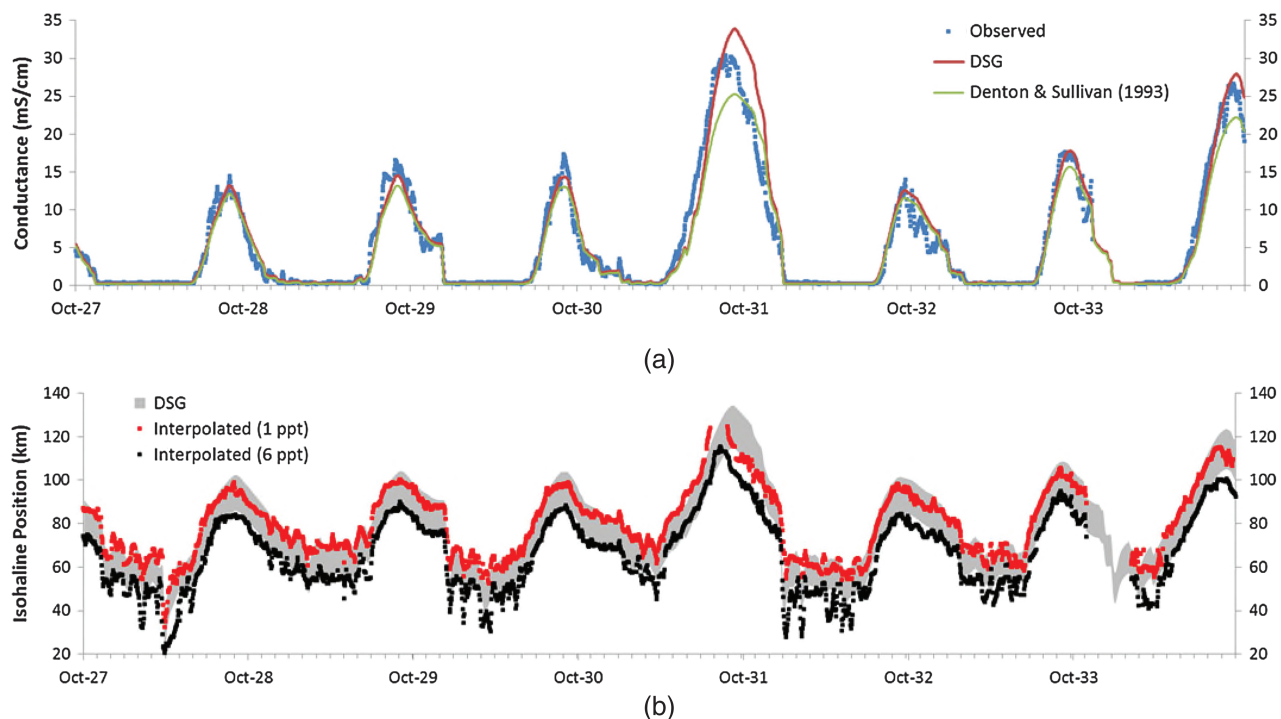 35
30
25
20
15
10
5
0
Conductance (mS/cm)
Observed
DSG
Denton & Sullivan (1993)
35
30
25
20
15
10
5
0
Oct-27 Oct-28 Oct-29 Oct-30 Oct-31 Oct-32 Oct-33
(a)
140
120
100
80
60
40
20
Isohaline Position (km)
DSG
Interpolated (1 ppt)
Interpolated (6 ppt)
140
120
100
80
60
40
20
Oct-27 Oct-28 Oct-29 Oct-30 Oct-31 Oct-32 Oct-33
(b)